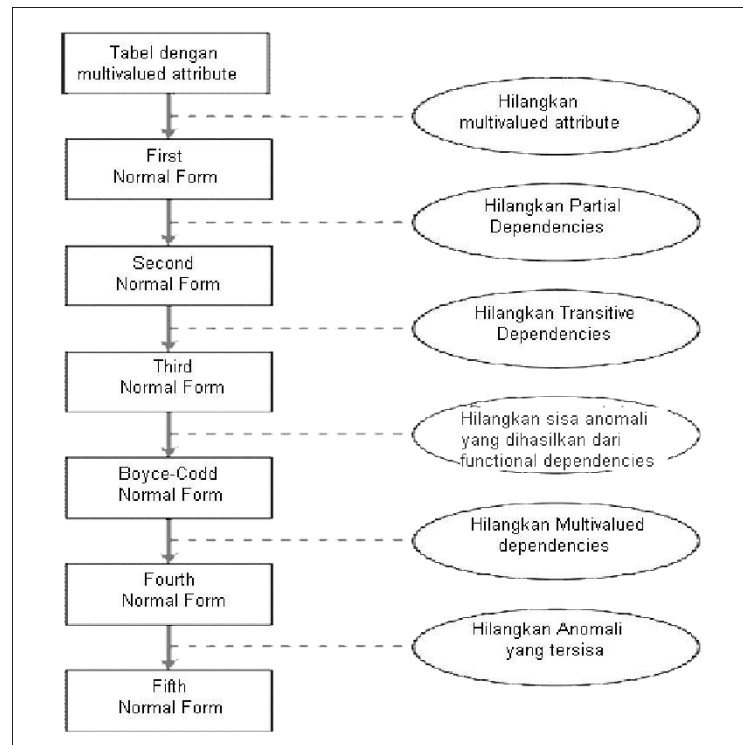 Tabel dengan
multivalued attribute
Hilangkan
multivalued attribute
First
Normal Form
Hilangkan Partial
Dependencies
Second
Normal Form
Hilangkan Transitive
Dependencies
Third
Normal Form
Hilangkan sisa anomali
yang dihasilkan dari
functional dependencies
Boyce-Codd
Normal Form
Hilangkan Multivalued
dependencies
Fourth
Normal Form
Hilangkan Anomali
yang tersisa
Fifth
Normal Form